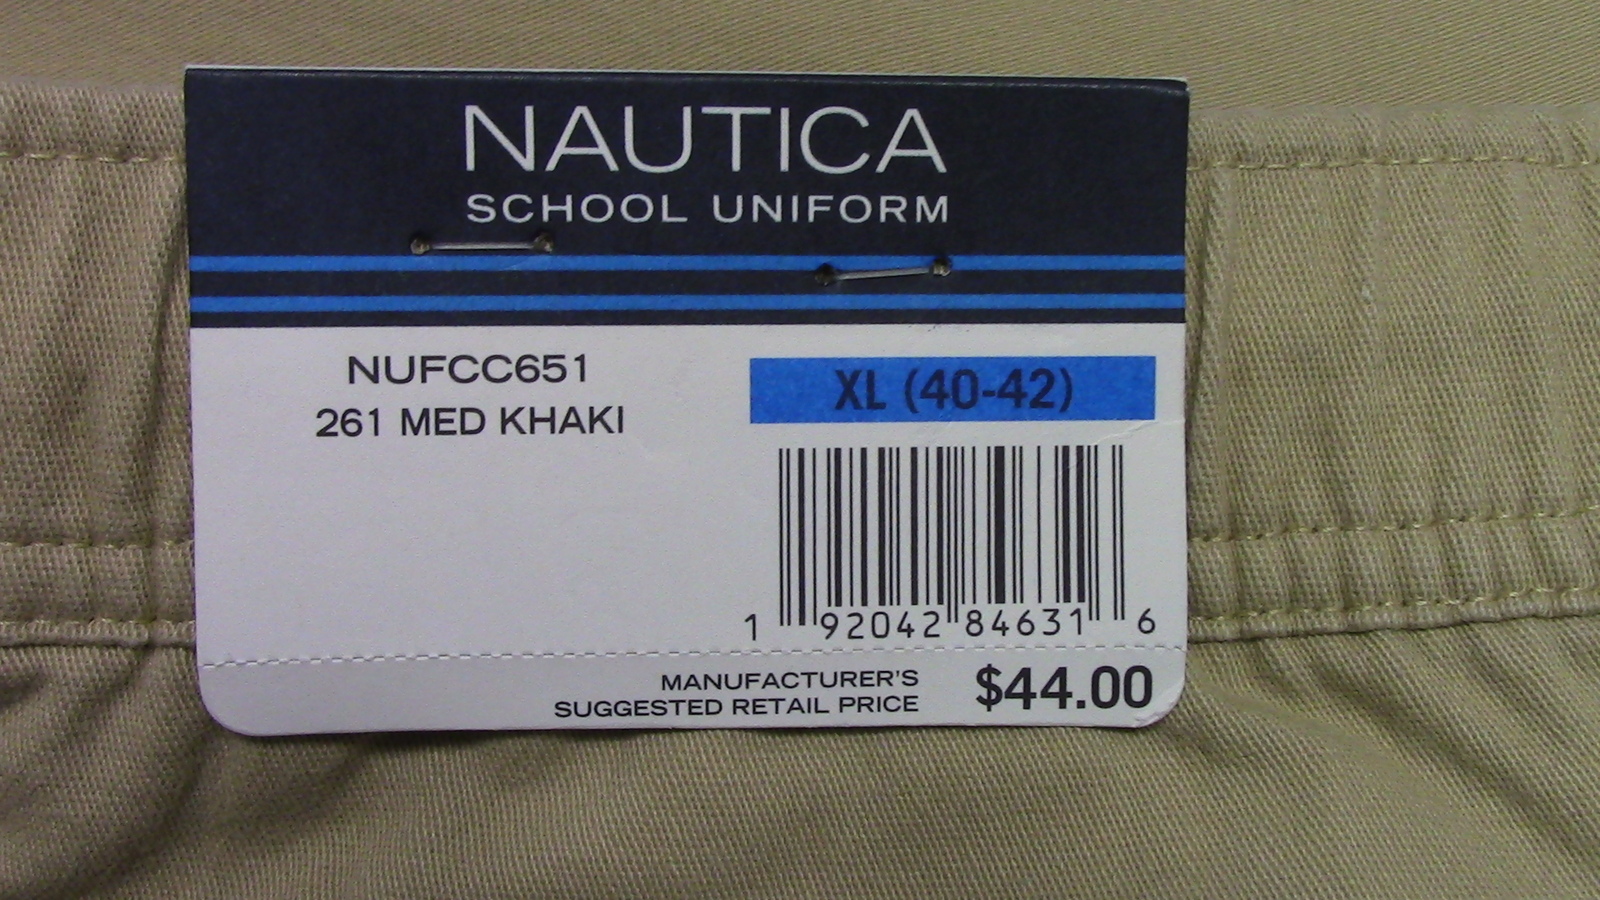 NAUTICA
SCHOOL UNIFORM
NUFCC651
261 MED KHAKI
XL (40-42)
1 92042 84631 6
MANUFACTURER'S
SUGGESTED RETAIL PRICE
$44.00